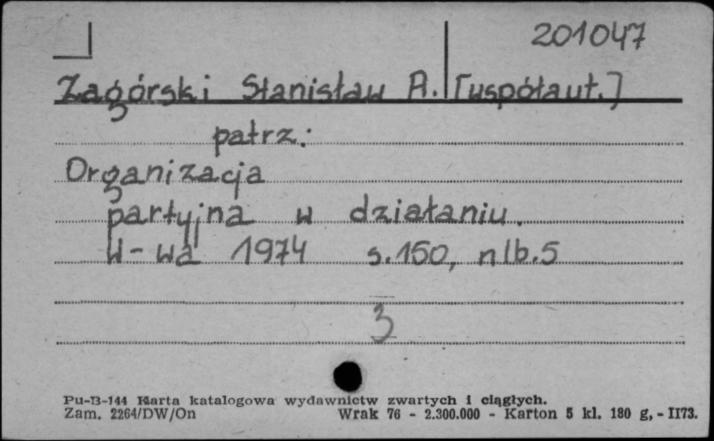 201047
Zagórski Stanisław A. [współaut.]
patrz:
Organizacja
partyjna w działaniu.
W-wa 1974 s.150, nlb.5
3
Pu-B-144 Karta katalogowa wydawnictw zwartych i ciągłych.
Zam. 2264/DW/On Wrak 76 - 2.300.000 - Karton 5 kl. 180 g, - II73.